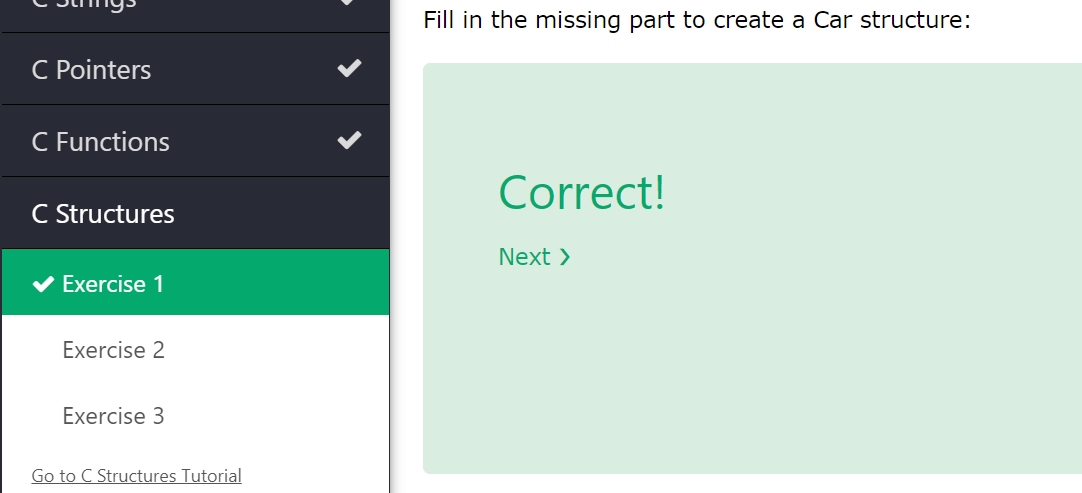 C Strings
C Pointers
C Functions
C Structures
Exercise 1
Exercise 2
Exercise 3
Go to C Structures Tutorial
Fill in the missing part to create a Car structure:
Correct!
Next ❯